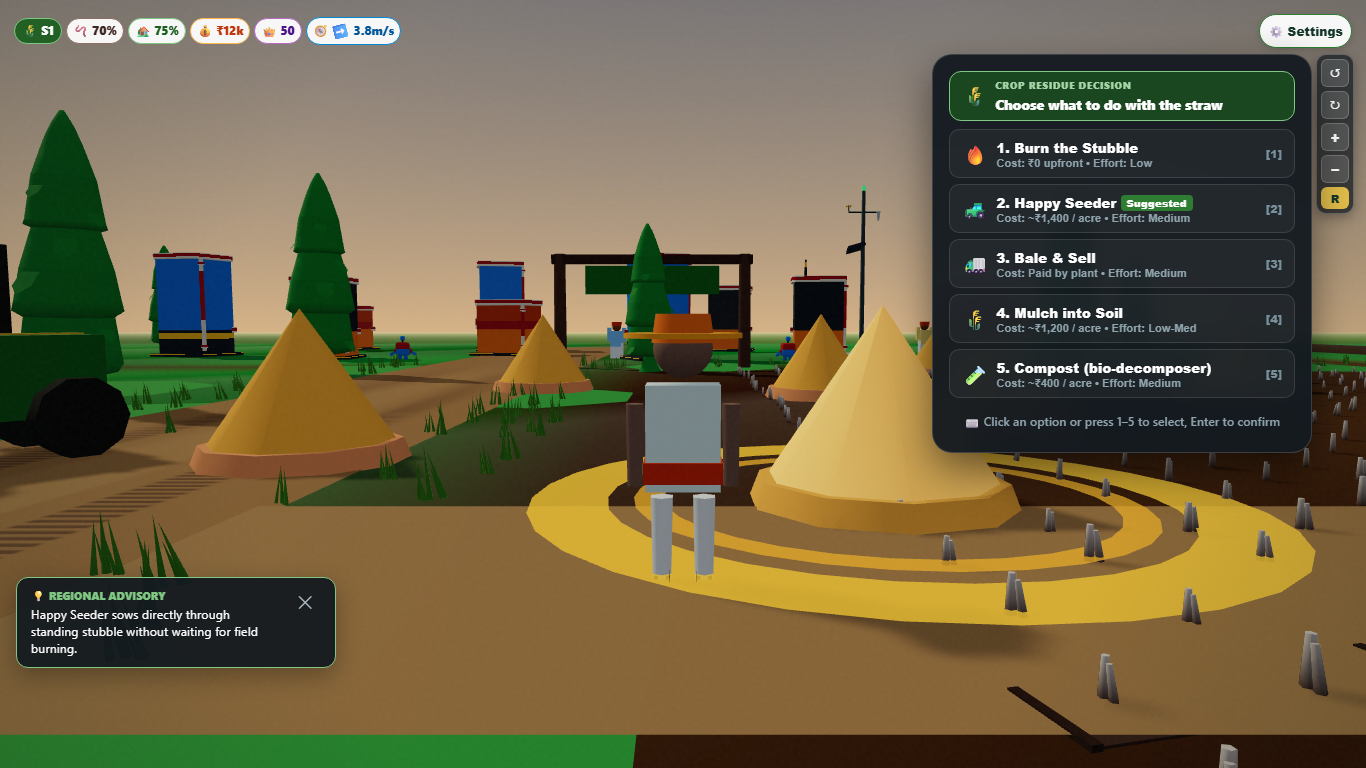 S1
70%
75%
₹12k
50
3.8m/s
Settings
CROP RESIDUE DECISION
Choose what to do with the straw
1. Burn the Stubble
Cost: ₹0 upfront • Effort: Low
[1]
2. Happy Seeder Suggested
Cost: ~₹1,400 / acre • Effort: Medium
[2]
3. Bale & Sell
Cost: Paid by plant • Effort: Medium
[3]
4. Mulch into Soil
Cost: ~₹1,200 / acre • Effort: Low-Med
[4]
5. Compost (bio-decomposer)
Cost: ~₹400 / acre • Effort: Medium
[5]
Click an option or press 1–5 to select, Enter to confirm
↺
↻
+
−
R
REGIONAL ADVISORY
Happy Seeder sows directly through
standing stubble without waiting for field
burning.